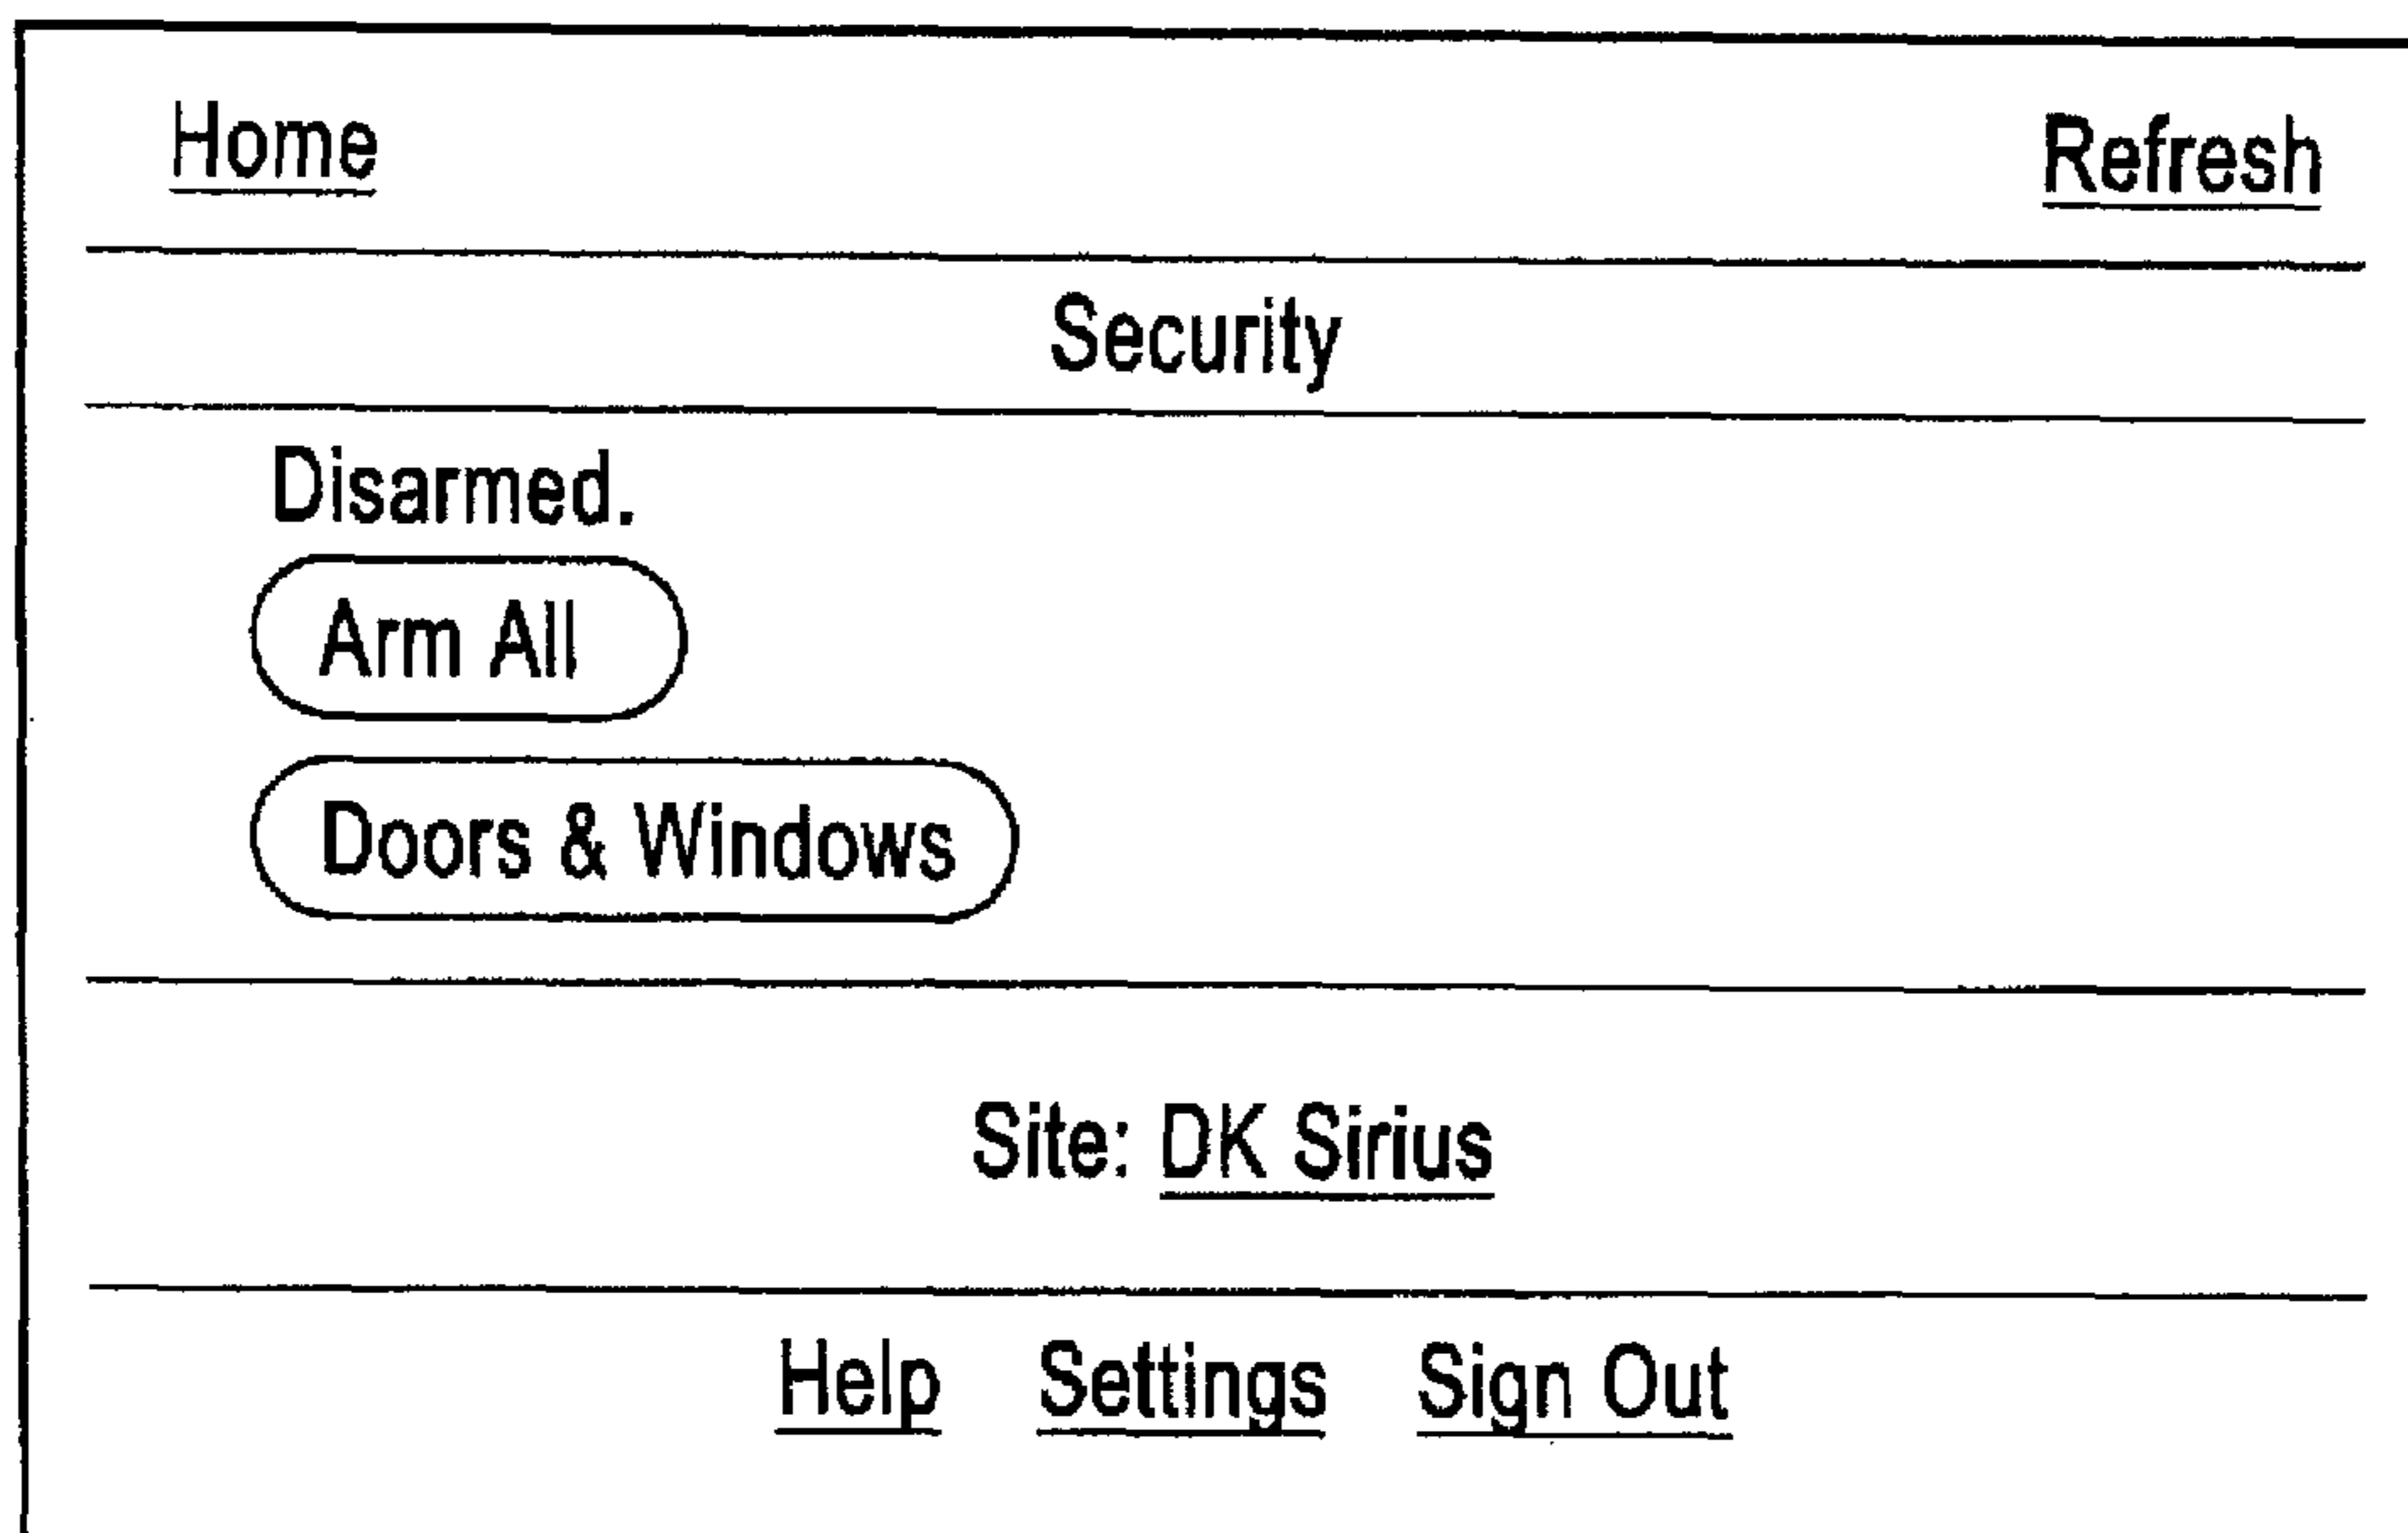 Home Refresh
Security
Disarmed.
Arm All
Doors & Windows
Site: DK Sirius
Help Settings Sign Out